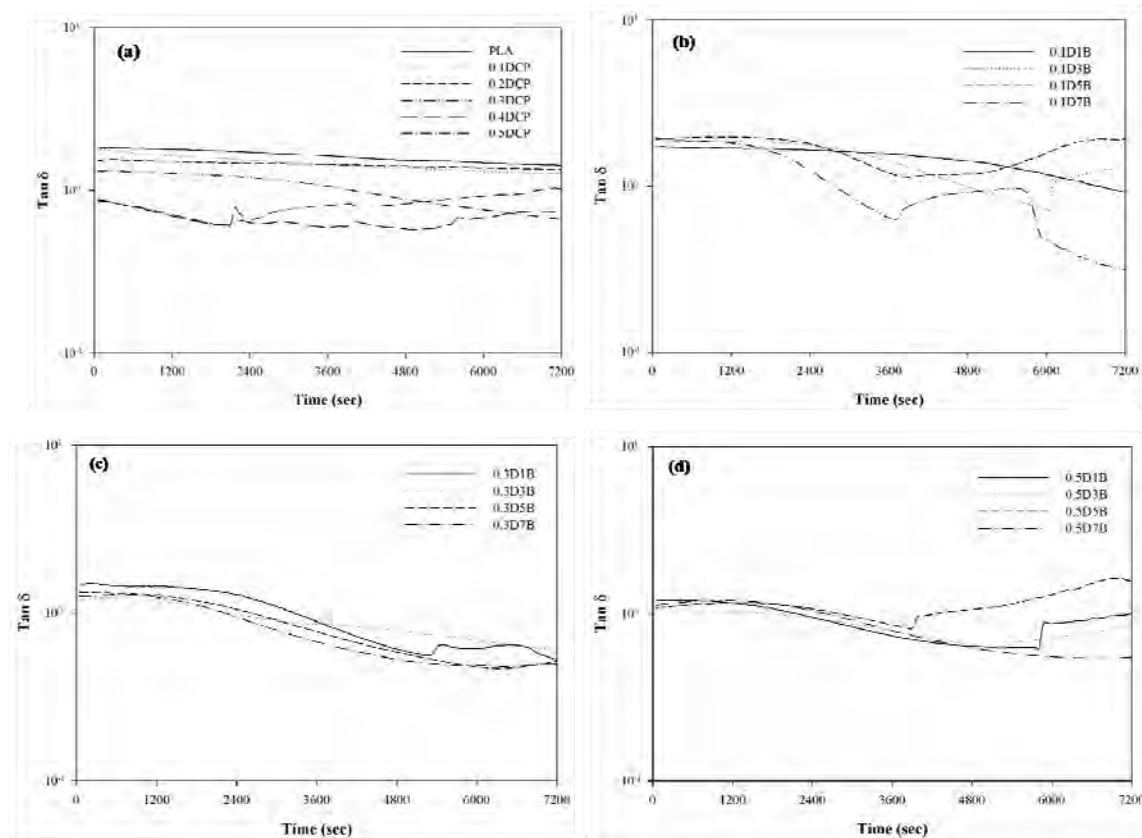 (a)
PLA
0.1DCP
0.2DCP
0.3DCP
0.4DCP
0.5DCP
10¹
10⁰
10⁻¹
Tan δ
0 1200 2400 3600 4800 6000 7200
Time (sec)
(b)
0.1D1B
0.1D3B
0.1D5B
0.1D7B
10¹
10⁰
10⁻¹
Tan δ
0 1200 2400 3600 4800 6000 7200
Time (sec)
(c)
0.3D3B
0.3D5B
0.3D7B
10¹
10⁰
10⁻¹
Tan δ
0 1200 2400 3600 4800 6000 7200
Time (sec)
(d)
0.5D1B
0.5D3B
0.5D5B
0.5D7B
10¹
10⁰
10⁻¹
Tan δ
0 1200 2400 3600 4800 6000 7200
Time (sec)